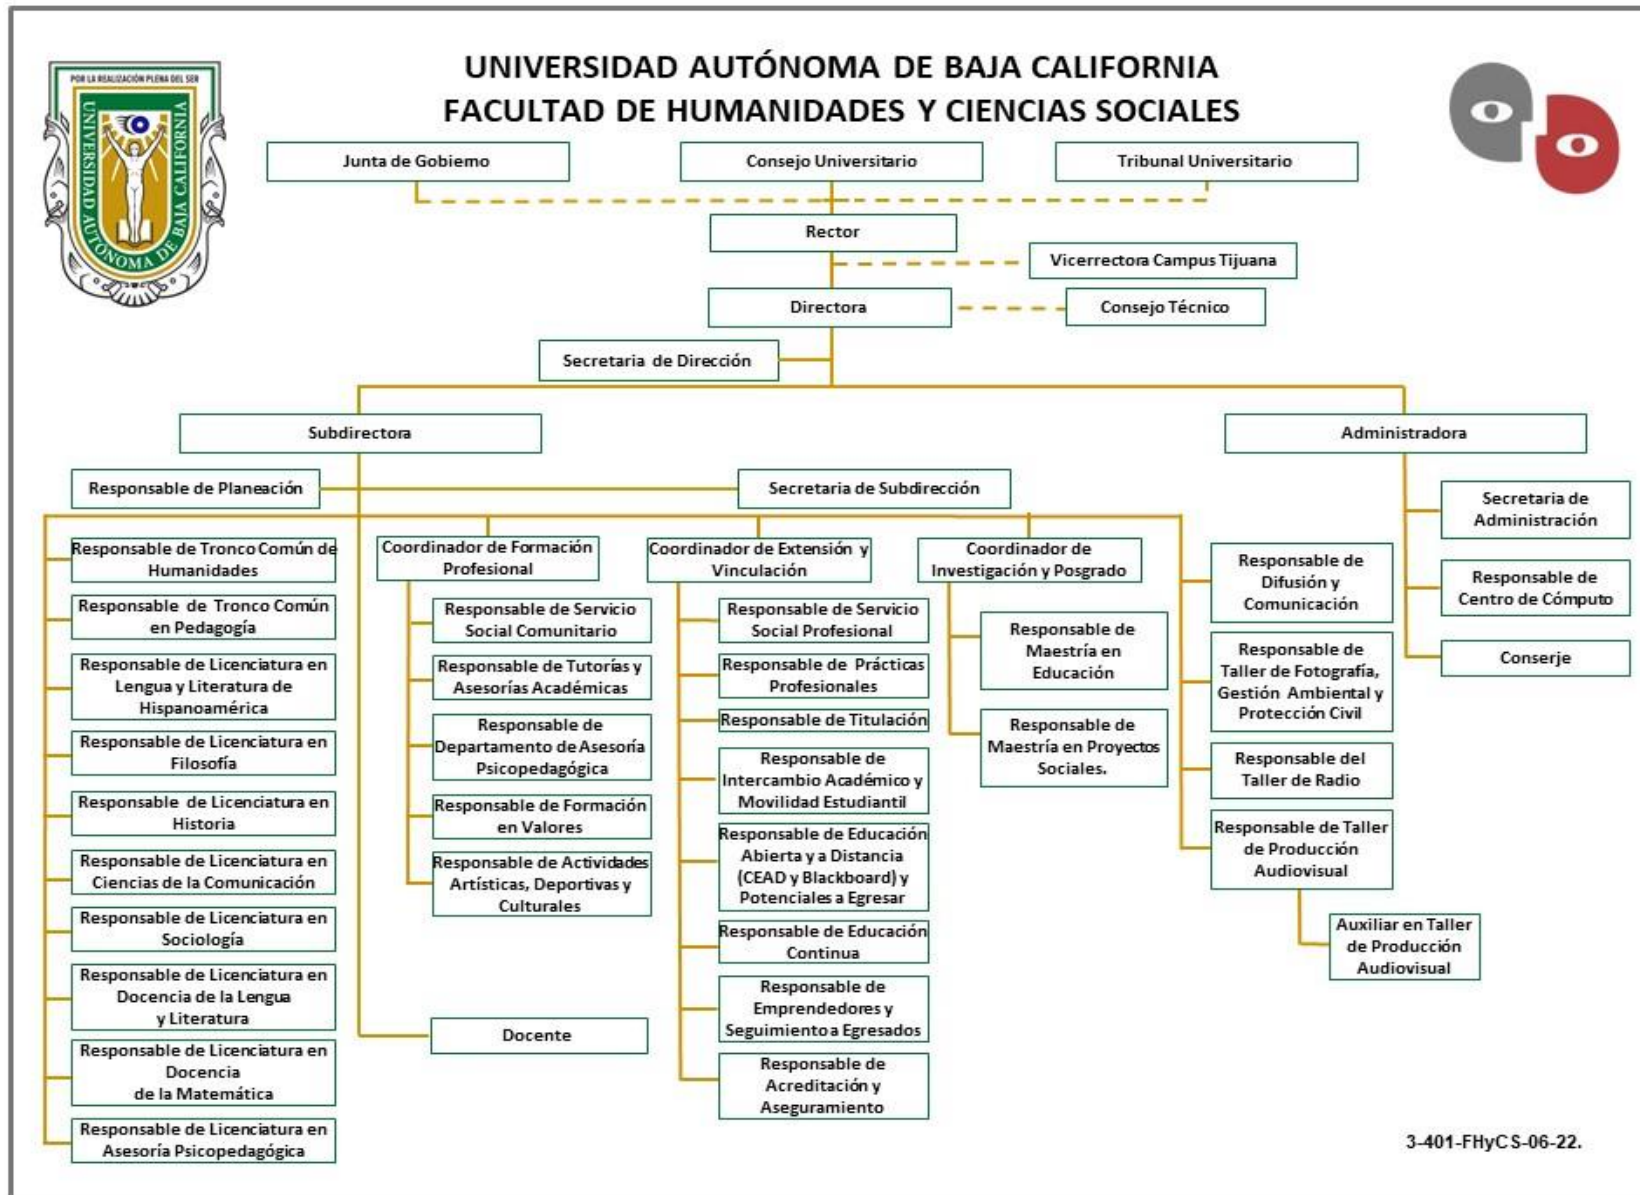 UNIVERSIDAD AUTÓNOMA DE BAJA CALIFORNIA
FACULTAD DE HUMANIDADES Y CIENCIAS SOCIALES
POR LA REALIZACIÓN PLENA DEL SER
UNIVERSIDAD AUTÓNOMA DE BAJA CALIFORNIA
Junta de Gobierno
Consejo Universitario
Tribunal Universitario
Rector
Vicerrectora Campus Tijuana
Directora
Consejo Técnico
Secretaria de Dirección
Subdirectora
Administradora
Responsable de Planeación
Secretaria de Subdirección
Responsable de Tronco Común de
Humanidades
Responsable de Tronco Común
en Pedagogía
Responsable de Licenciatura en
Lengua y Literatura de
Hispanoamérica
Responsable de Licenciatura en
Filosofía
Responsable de Licenciatura en
Historia
Responsable de Licenciatura en
Ciencias de la Comunicación
Responsable de Licenciatura en
Sociología
Responsable de Licenciatura en
Docencia de la Lengua
y Literatura
Responsable de Licenciatura en
Docencia
de la Matemática
Responsable de Licenciatura en
Asesoría Psicopedagógica
Coordinador de Formación
Profesional
Responsable de Servicio
Social Comunitario
Responsable de Tutorías y
Asesorías Académicas
Responsable de
Departamento de Asesoría
Psicopedagógica
Responsable de Formación
en Valores
Responsable de Actividades
Artísticas, Deportivas y
Culturales
Docente
Coordinador de Extensión y
Vinculación
Responsable de Servicio
Social Profesional
Responsable de Prácticas
Profesionales
Responsable de Titulación
Responsable de
Intercambio Académico y
Movilidad Estudiantil
Responsable de Educación
Abierta y a Distancia
(CEAD y Blackboard) y
Potenciales a Egresar
Responsable de Educación
Continua
Responsable de
Emprendedores y
Seguimiento a Egresados
Responsable de
Acreditación y
Aseguramiento
Coordinador de
Investigación y Posgrado
Responsable de
Maestría en
Educación
Responsable de
Maestría en Proyectos
Sociales.
Responsable de
Difusión y
Comunicación
Responsable de
Taller de Fotografía,
Gestión Ambiental y
Protección Civil
Responsable del
Taller de Radio
Responsable de Taller
de Producción
Audiovisual
Auxiliar en Taller
de Producción
Audiovisual
Secretaria de
Administración
Responsable de
Centro de Cómputo
Conserje
3-401-FHyCS-06-22.